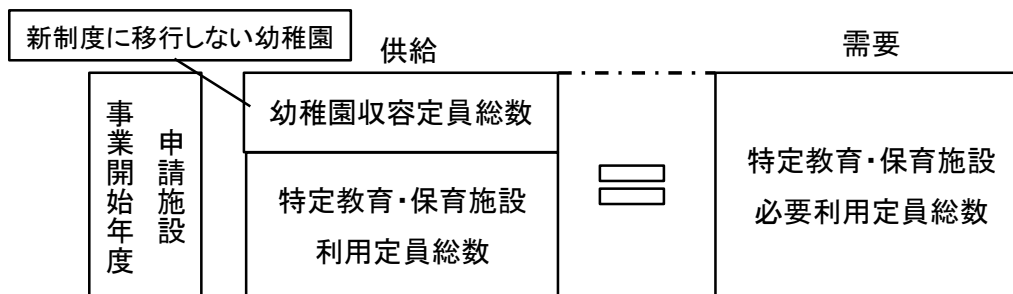 新制度に移行しない幼稚園
供給
需要
申請施設
事業開始年度
幼稚園収容定員総数
特定教育・保育施設
利用定員総数
＝
特定教育・保育施設
必要利用定員総数